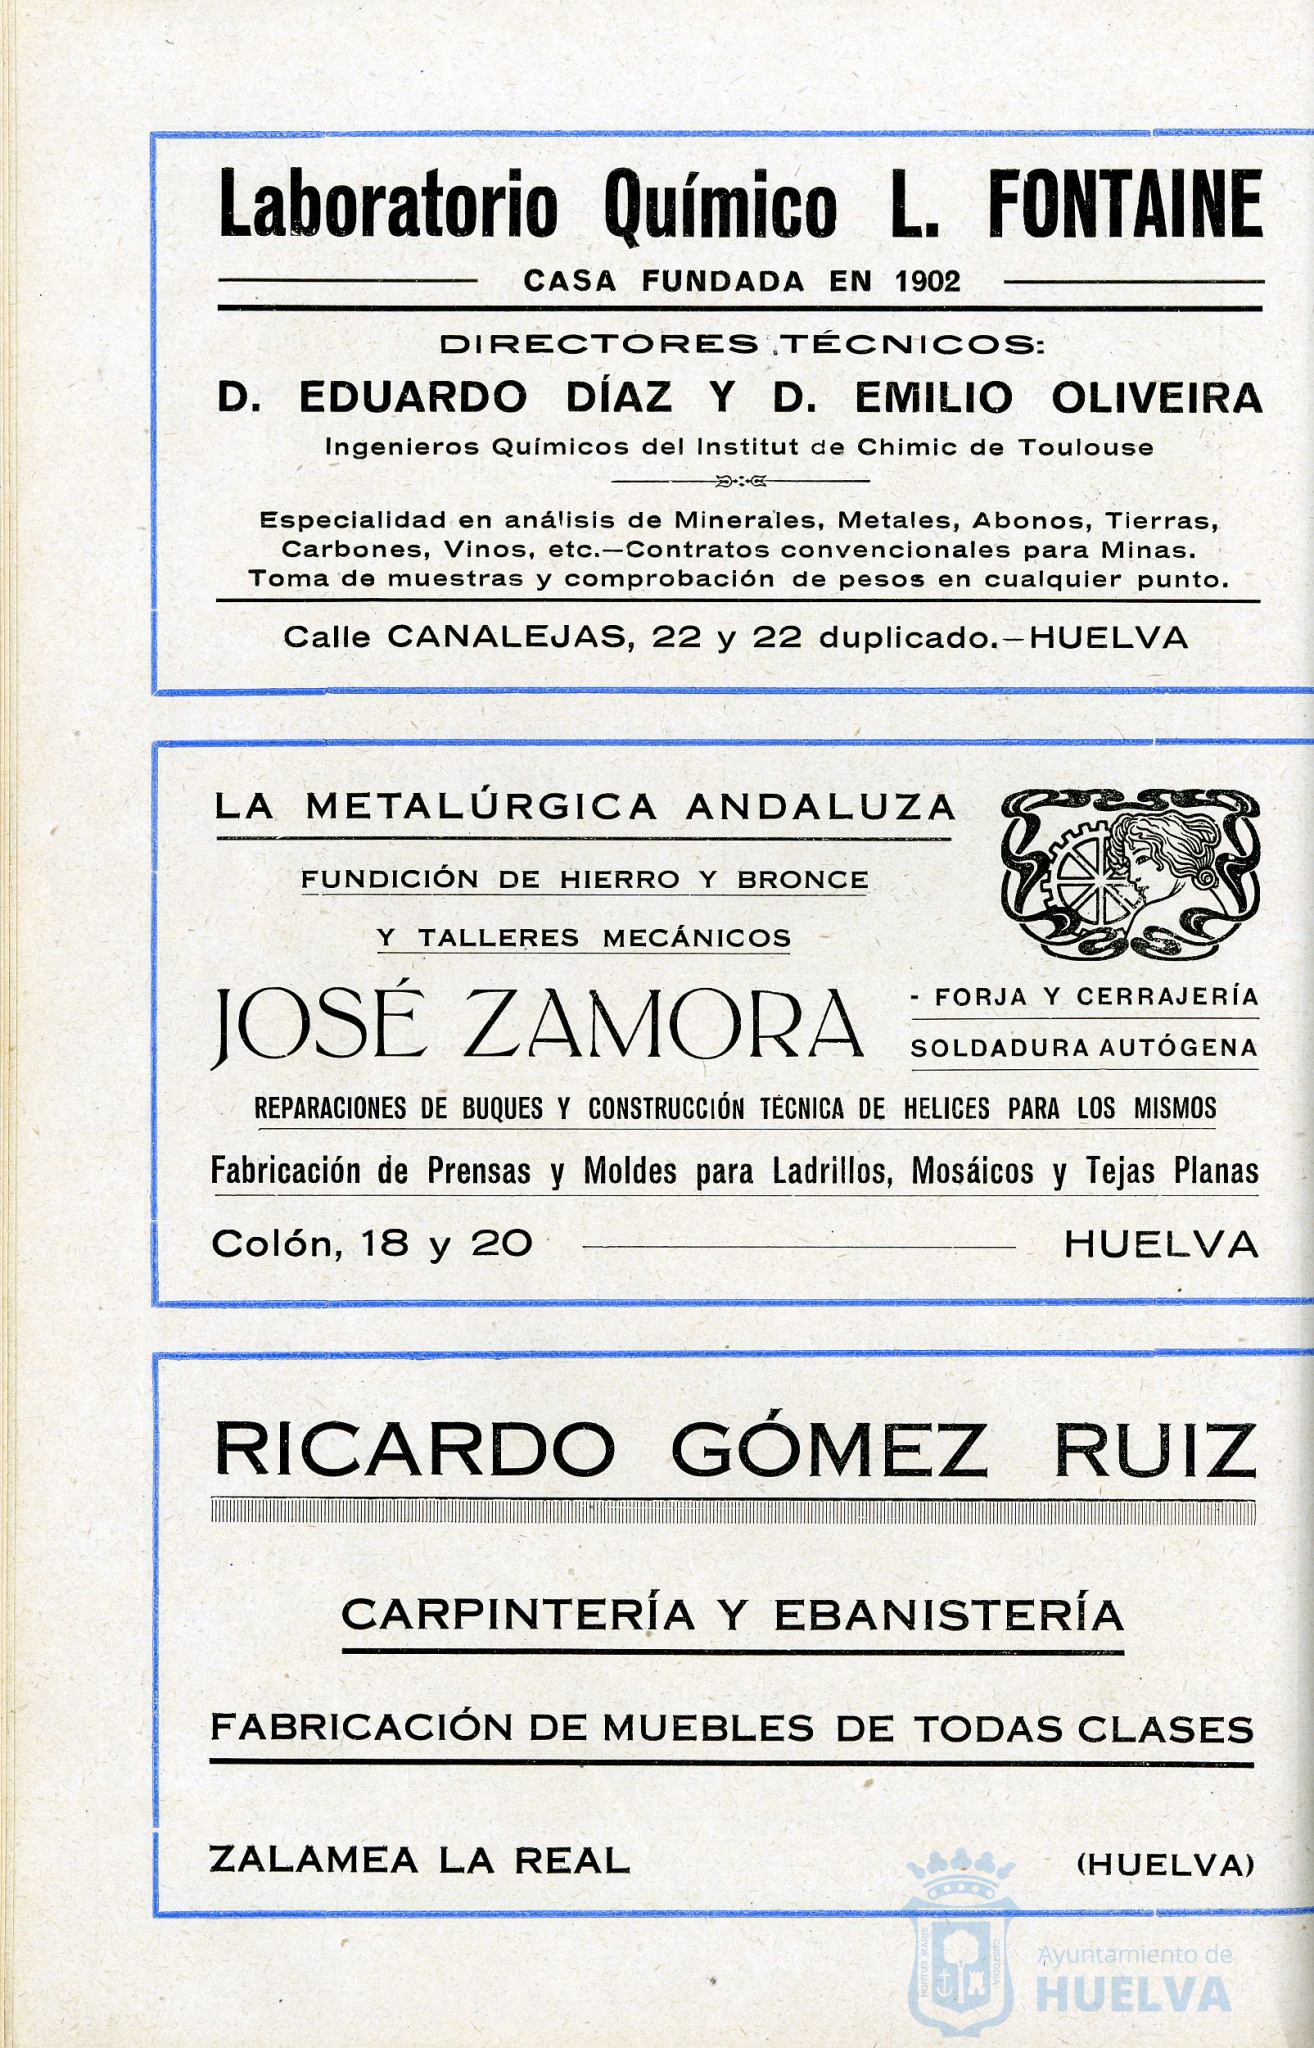 Laboratorio Químico L. FONTAINE
CASA FUNDADA EN 1902
DIRECTORES TÉCNICOS:
D. EDUARDO DÍAZ Y D. EMILIO OLIVEIRA
Ingenieros Químicos del Institut de Chimic de Toulouse
Especialidad en análisis de Minerales, Metales, Abonos, Tierras,
Carbones, Vinos, etc.—Contratos convencionales para Minas.
Toma de muestras y comprobación de pesos en cualquier punto.
Calle CANALEJAS, 22 y 22 duplicado.—HUELVA
LA METALÚRGICA ANDALUZA
FUNDICIÓN DE HIERRO Y BRONCE
Y TALLERES MECÁNICOS
JOSÉ ZAMORA
- FORJA Y CERRAJERÍA
SOLDADURA AUTÓGENA
REPARACIONES DE BUQUES Y CONSTRUCCIÓN TÉCNICA DE HELICES PARA LOS MISMOS
Fabricación de Prensas y Moldes para Ladrillos, Mosáicos y Tejas Planas
Colón, 18 y 20 HUELVA
RICARDO GÓMEZ RUIZ
CARPINTERÍA Y EBANISTERÍA
FABRICACIÓN DE MUEBLES DE TODAS CLASES
ZALAMEA LA REAL (HUELVA)
PORTUS MARIS
CUSTODIA
Ayuntamiento de
HUELVA